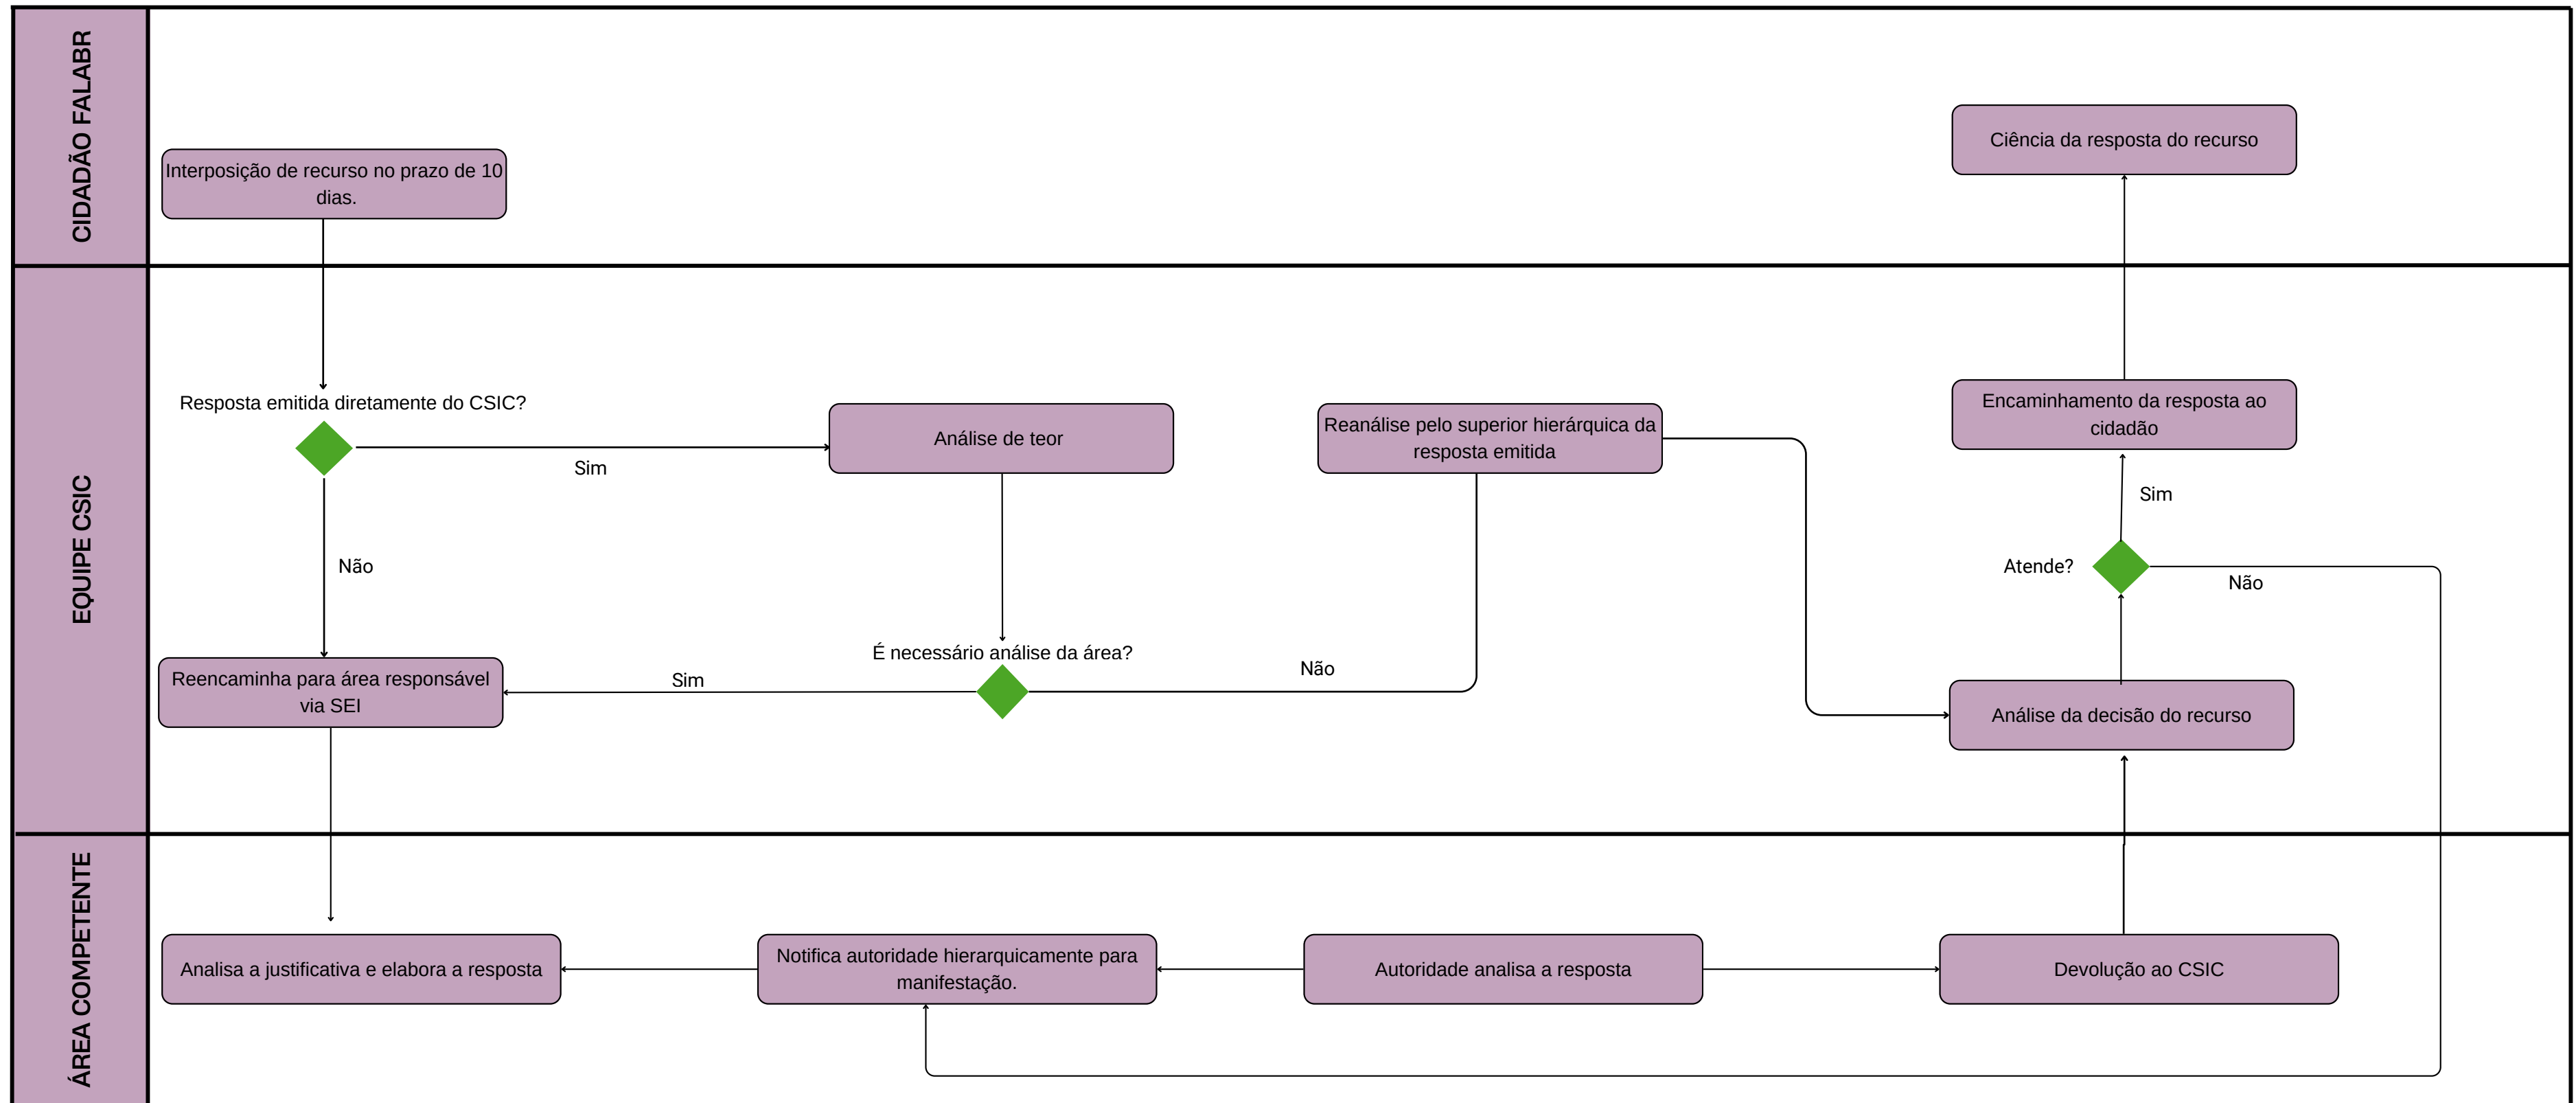 CIDADÃO FALABR
Interposição de recurso no prazo de 10
dias.
Ciência da resposta do recurso
EQUIPE CSIC
Resposta emitida diretamente do CSIC?
Sim
Não
Análise de teor
Reanálise pelo superior hierárquica da
resposta emitida
Encaminhamento da resposta ao
cidadão
Sim
Atende?
Não
É necessário análise da área?
Sim
Não
Reencaminha para área responsável
via SEI
Análise da decisão do recurso
ÁREA COMPETENTE
Analisa a justificativa e elabora a resposta
Notifica autoridade hierarquicamente para
manifestação.
Autoridade analisa a resposta
Devolução ao CSIC